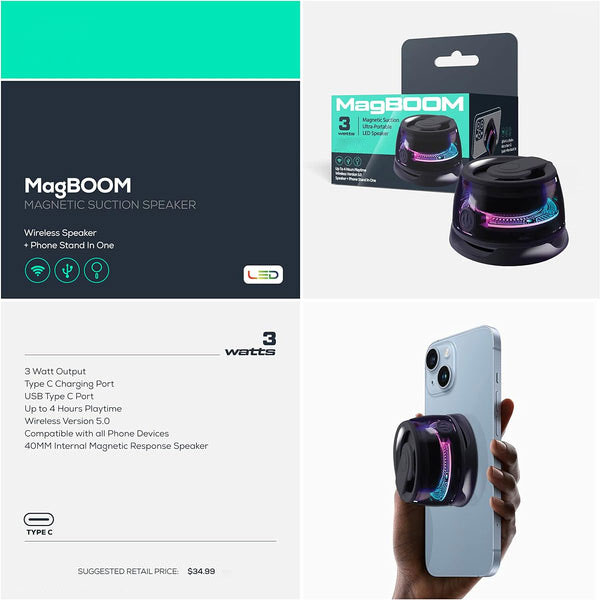 MagBOOM
MAGNETIC SUCTION SPEAKER
Wireless Speaker
+ Phone Stand In One
LED
MagBOOM
3
watts
Magnetic Suction
Ultra Portable
LED Speaker
Up To 4 Hours Playtime
Wireless Version 5.0
Speaker + Phone Stand In One
3
watts
3 Watt Output
Type C Charging Port
USB Type C Port
Up to 4 Hours Playtime
Wireless Version 5.0
Compatible with all Phone Devices
40MM Internal Magnetic Response Speaker
TYPE C
SUGGESTED RETAIL PRICE: $34.99